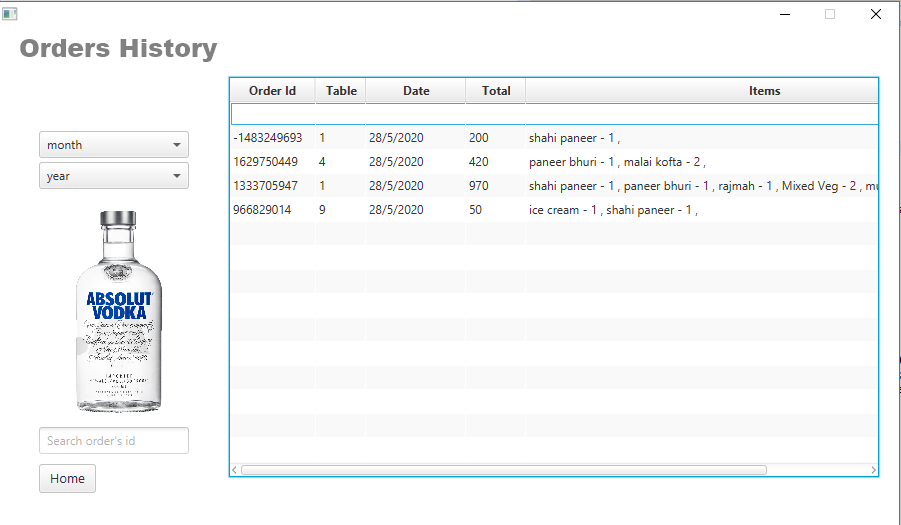 Orders History
Order Id Table Date Total Items
-1483249693 1 28/5/2020 200 shahi paneer - 1 ,
1629750449 4 28/5/2020 420 paneer bhuri - 1 , malai kofta - 2 ,
1333705947 1 28/5/2020 970 shahi paneer - 1 , paneer bhuri - 1 , rajmah - 1 , Mixed Veg - 2 , mu
966829014 9 28/5/2020 50 ice cream - 1 , shahi paneer - 1 ,
month
year
ABSOLUT
VODKA
IMPORTED
Search order's id
Home